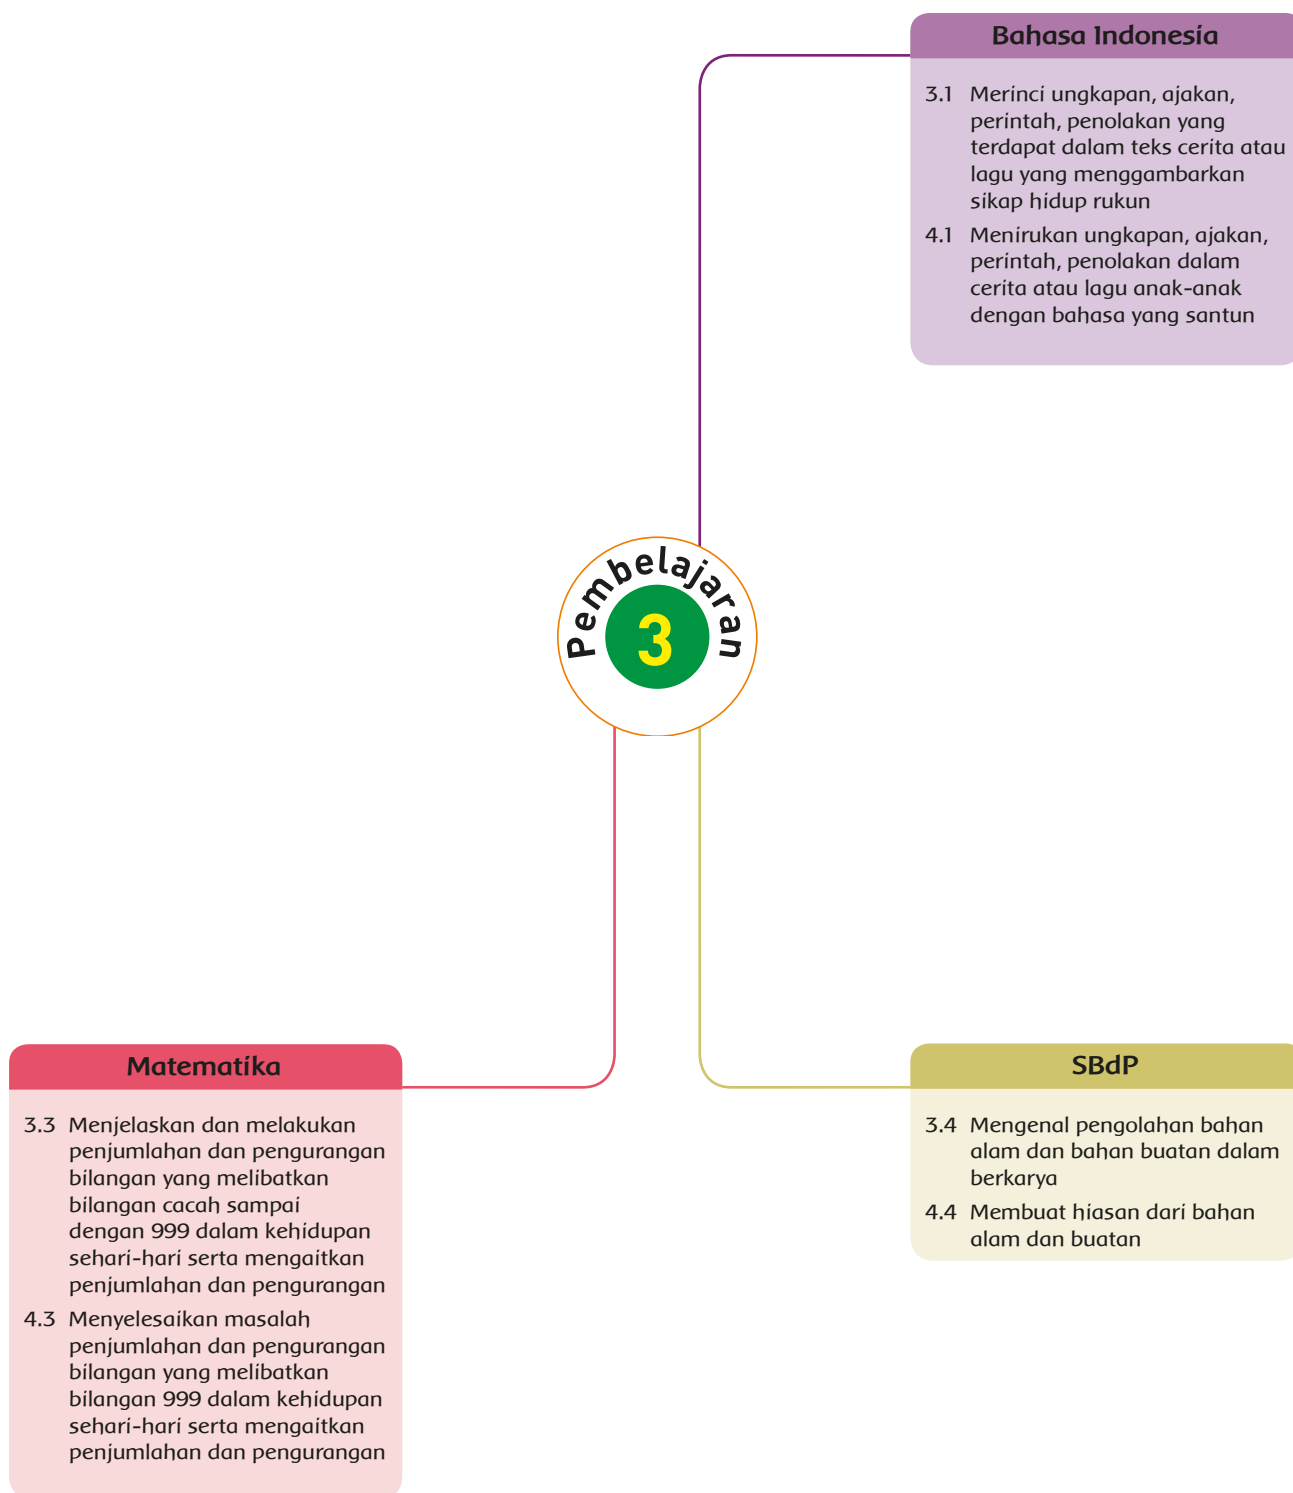 Bahasa Indonesia
3.1 Merinci ungkapan, ajakan,
perintah, penolakan yang
terdapat dalam teks cerita atau
lagu yang menggambarkan
sikap hidup rukun
4.1 Menirukan ungkapan, ajakan,
perintah, penolakan dalam
cerita atau lagu anak-anak
dengan bahasa yang santun
Pembelajaran
3
Matematika
3.3 Menjelaskan dan melakukan
penjumlahan dan pengurangan
bilangan yang melibatkan
bilangan cacah sampai
dengan 999 dalam kehidupan
sehari-hari serta mengaitkan
penjumlahan dan pengurangan
4.3 Menyelesaikan masalah
penjumlahan dan pengurangan
bilangan yang melibatkan
bilangan 999 dalam kehidupan
sehari-hari serta mengaitkan
penjumlahan dan pengurangan
SBdP
3.4 Mengenal pengolahan bahan
alam dan bahan buatan dalam
berkarya
4.4 Membuat hiasan dari bahan
alam dan buatan